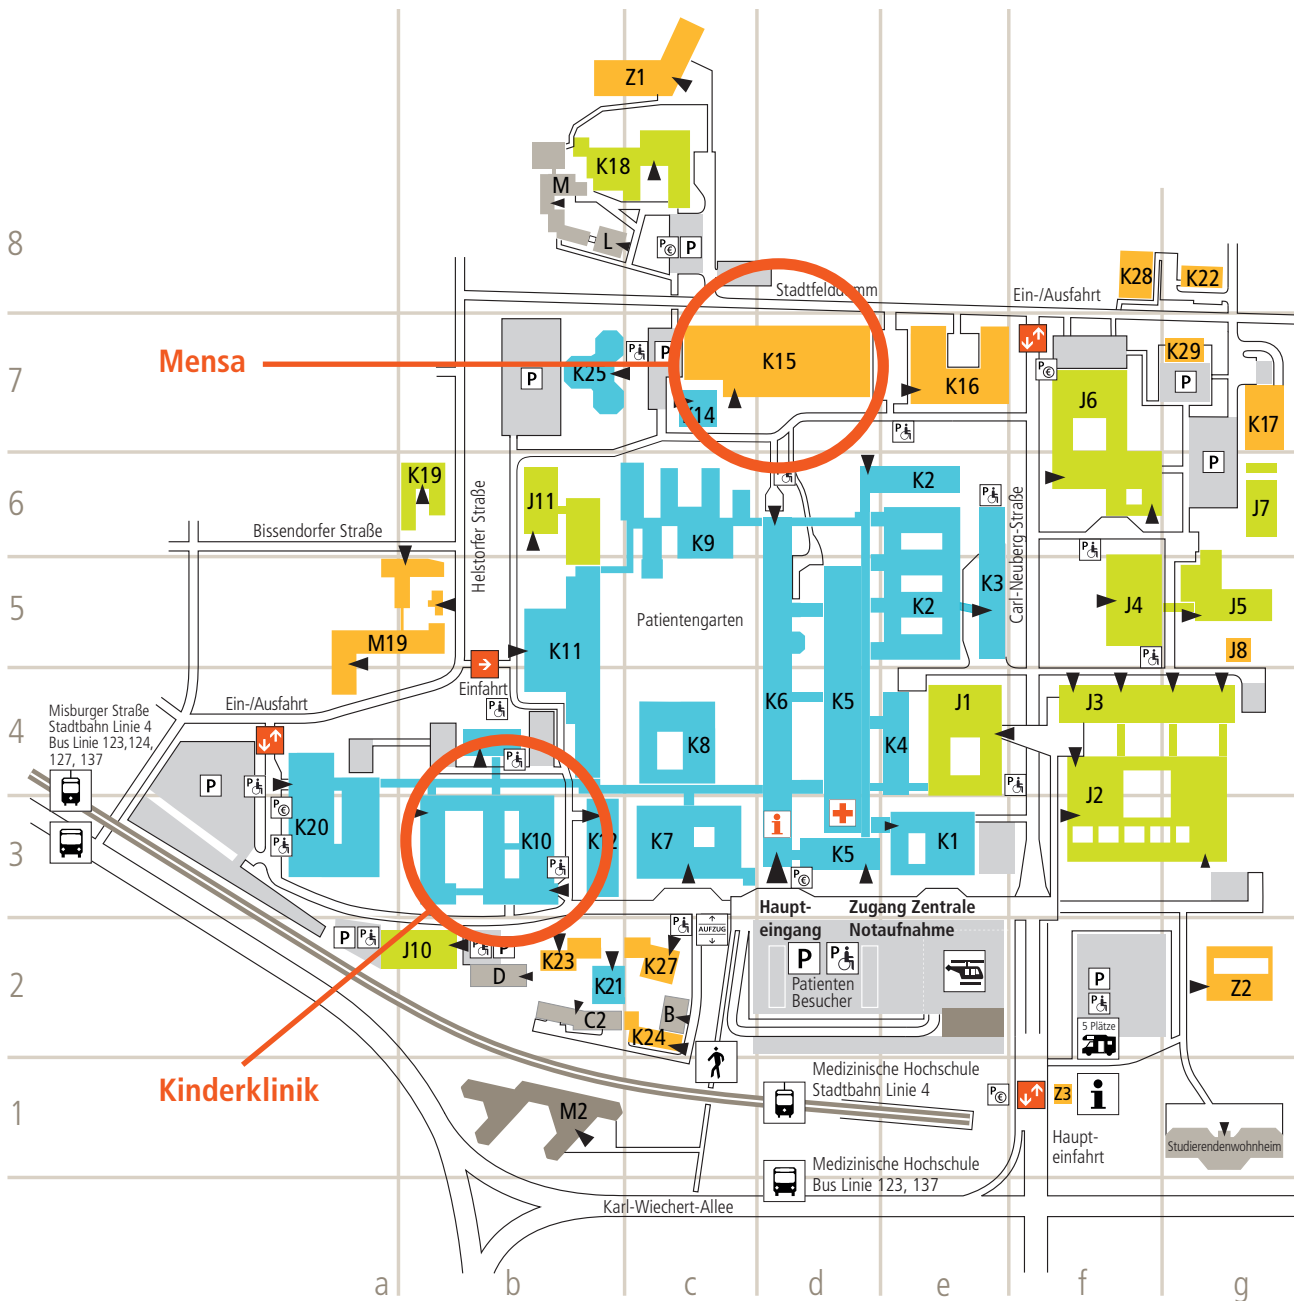 Z1
K18
M
L
P€
P
8
Stadtfelddamm
Ein-/Ausfahrt
K28
K22
Mensa
7
P
K25
P
P
K15
K14
K16
P
P€
J6
K29
P
K17
P
6
K19
J11
Helstorfer Straße
Bissendorfer Straße
K9
P
K2
P
Carl-Neuberg-Straße
P
J7
5
M19
K11
Patientengarten
K2
K3
J4
P
J5
J8
Einfahrt
P
Ein-/Ausfahrt
4
Misburger Straße
Stadtbahn Linie 4
Bus Linie 123,124,
127, 137
K8
K6
K5
K4
J1
J3
P
P
P
P
P€
P
J2
3
K20
K10
P
K12
K7
i
K5
K1
P€
Haupt-
eingang
Zugang Zentrale
Notaufnahme
AUFZUG
P
P
P
J10
P
P
K23
K27
P
P
Patienten
Besucher
2
D
K21
C2
B
K24
P
P
5 Plätze
Z2
Kinderklinik
1
M2
Medizinische Hochschule
Stadtbahn Linie 4
P€
Z3
i
Haupt-
einfahrt
Studierendenwohnheim
Medizinische Hochschule
Bus Linie 123, 137
Karl-Wiechert-Allee
a
b
c
d
e
f
g